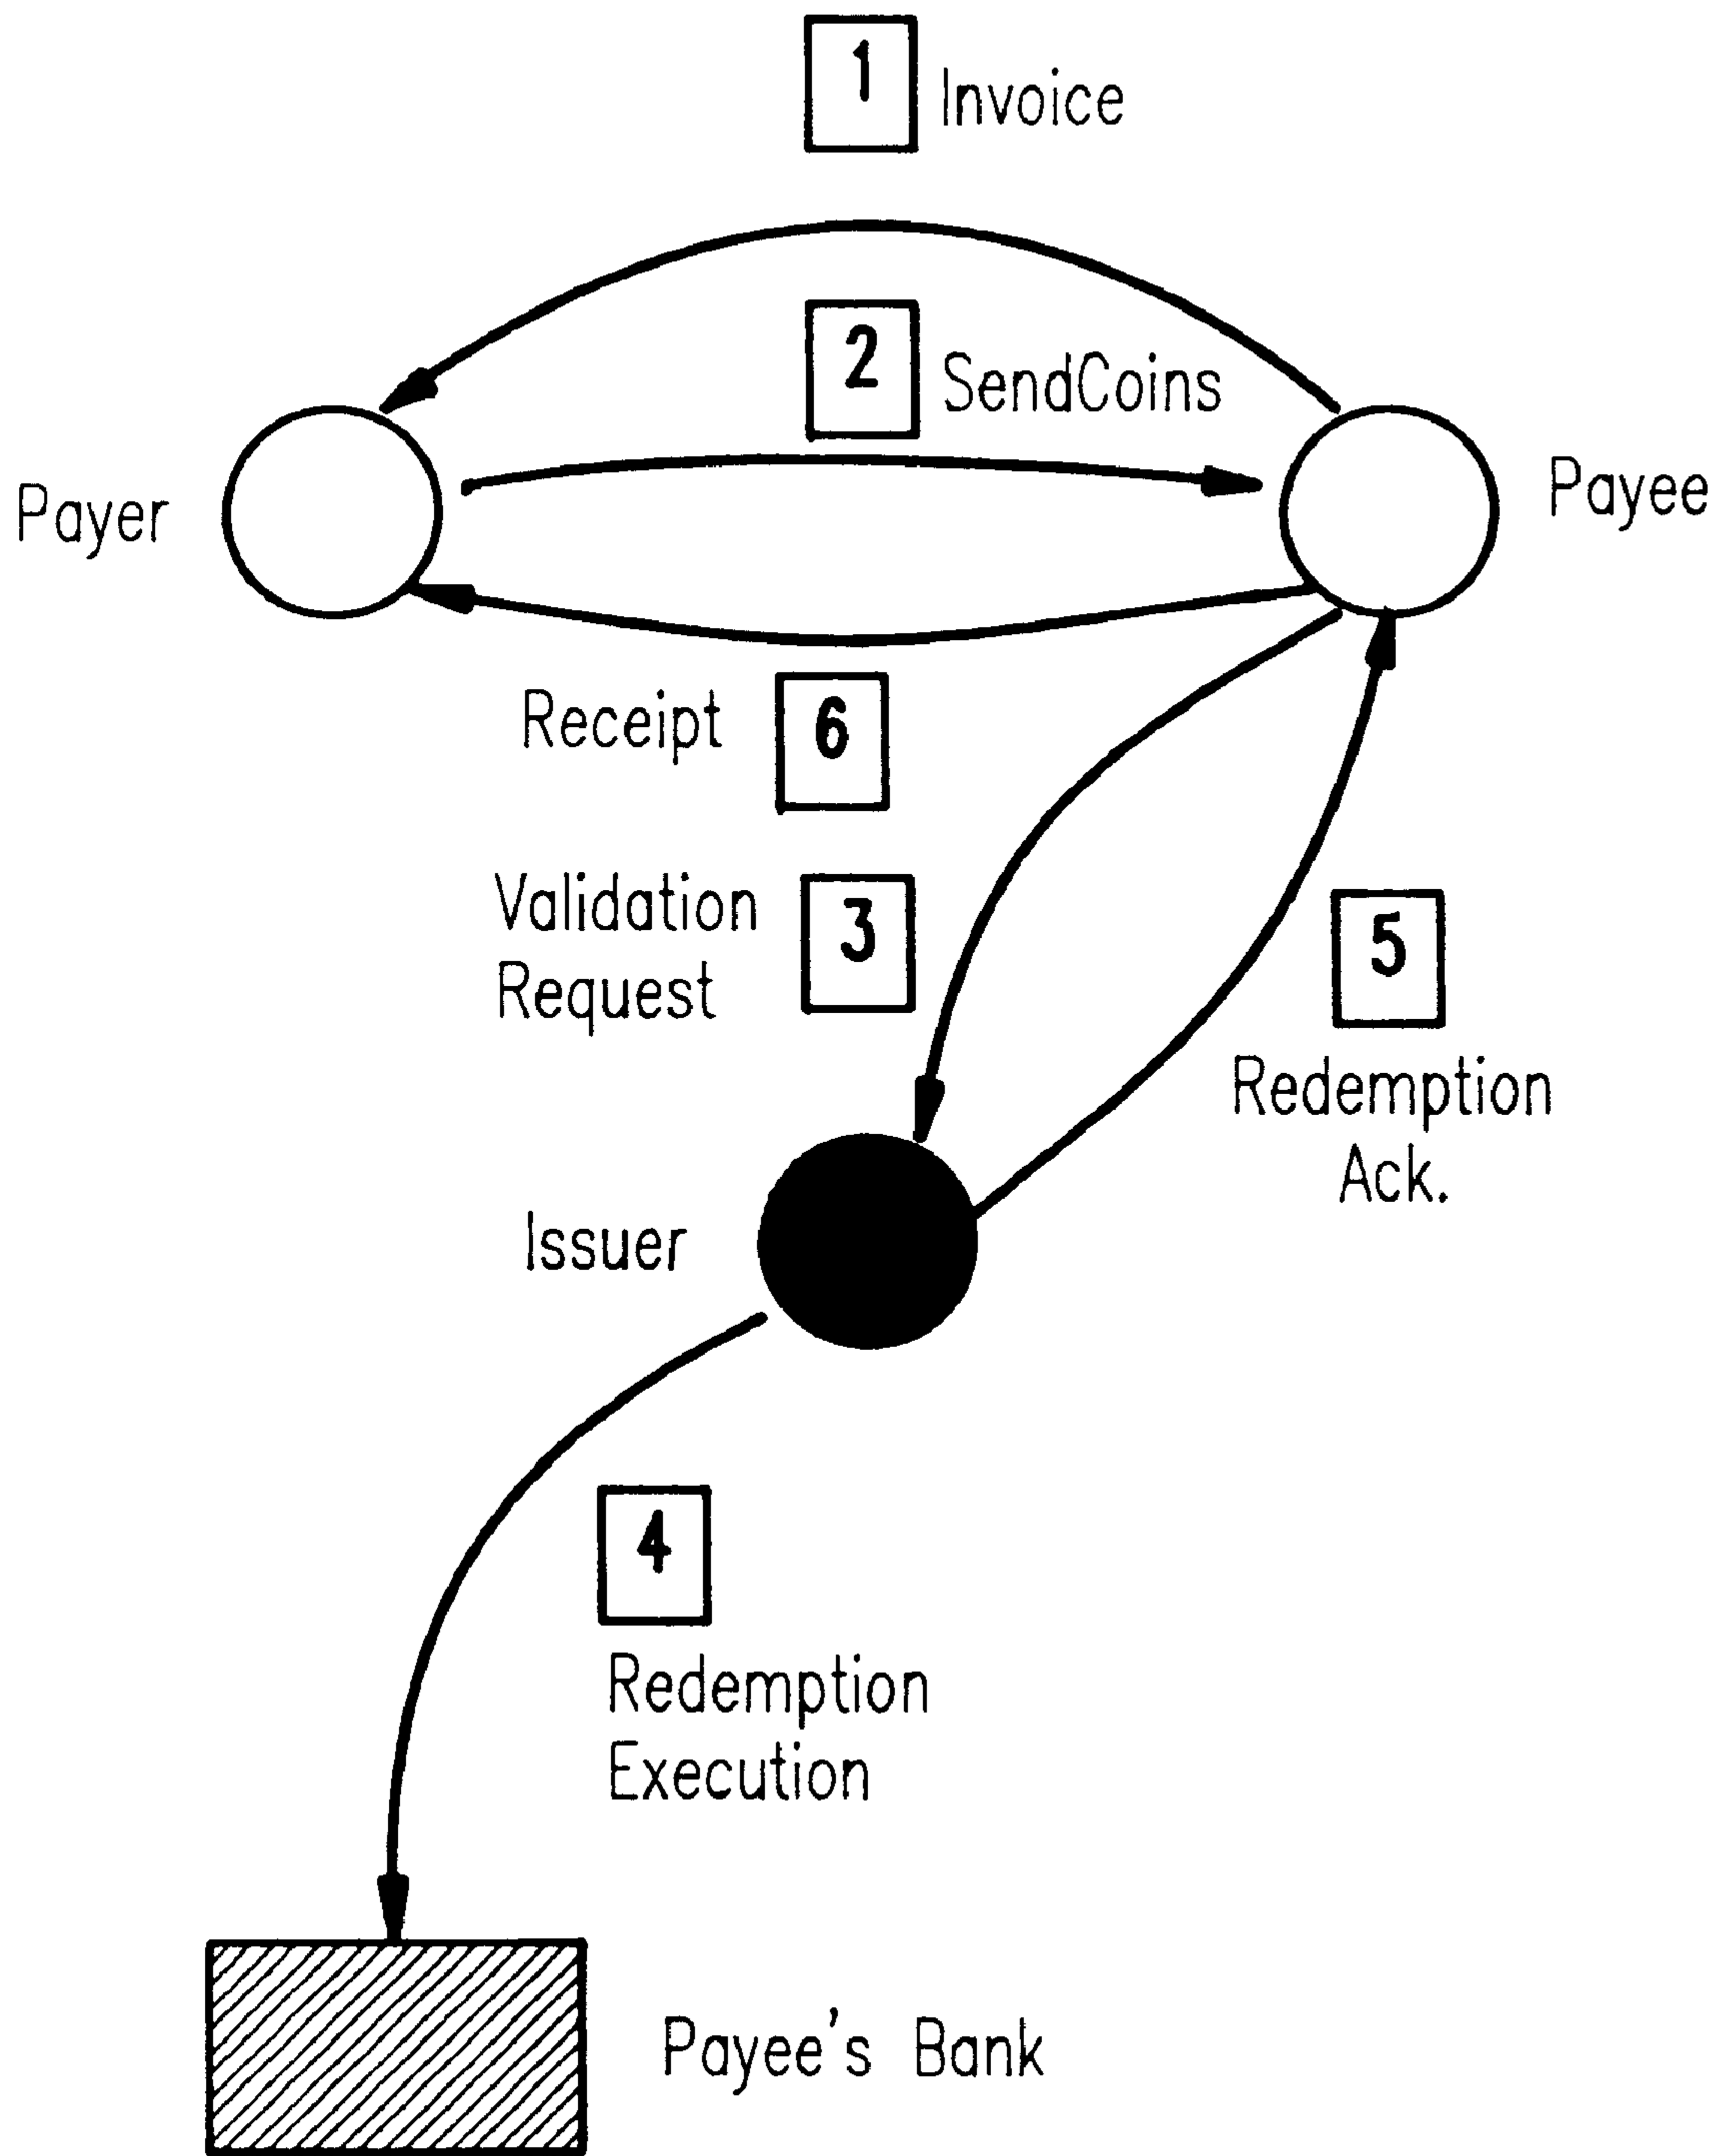 1 Invoice
2 SendCoins
Payer
Payee
Receipt 6
Validation
Request
3
5
Redemption
Ack.
Issuer
4
Redemption
Execution
Payee's Bank